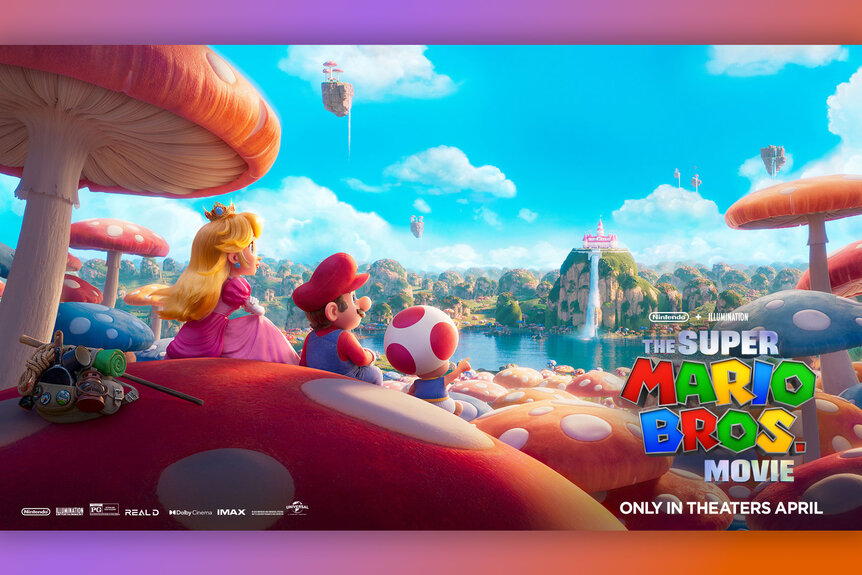 Nintendo + ILLUMINATION
THE SUPER
MARIO
BROS.
MOVIE
ONLY IN THEATERS APRIL
Nintendo ILLUMINATION PG REAL D Dolby Cinema IMAX UNIVERSAL